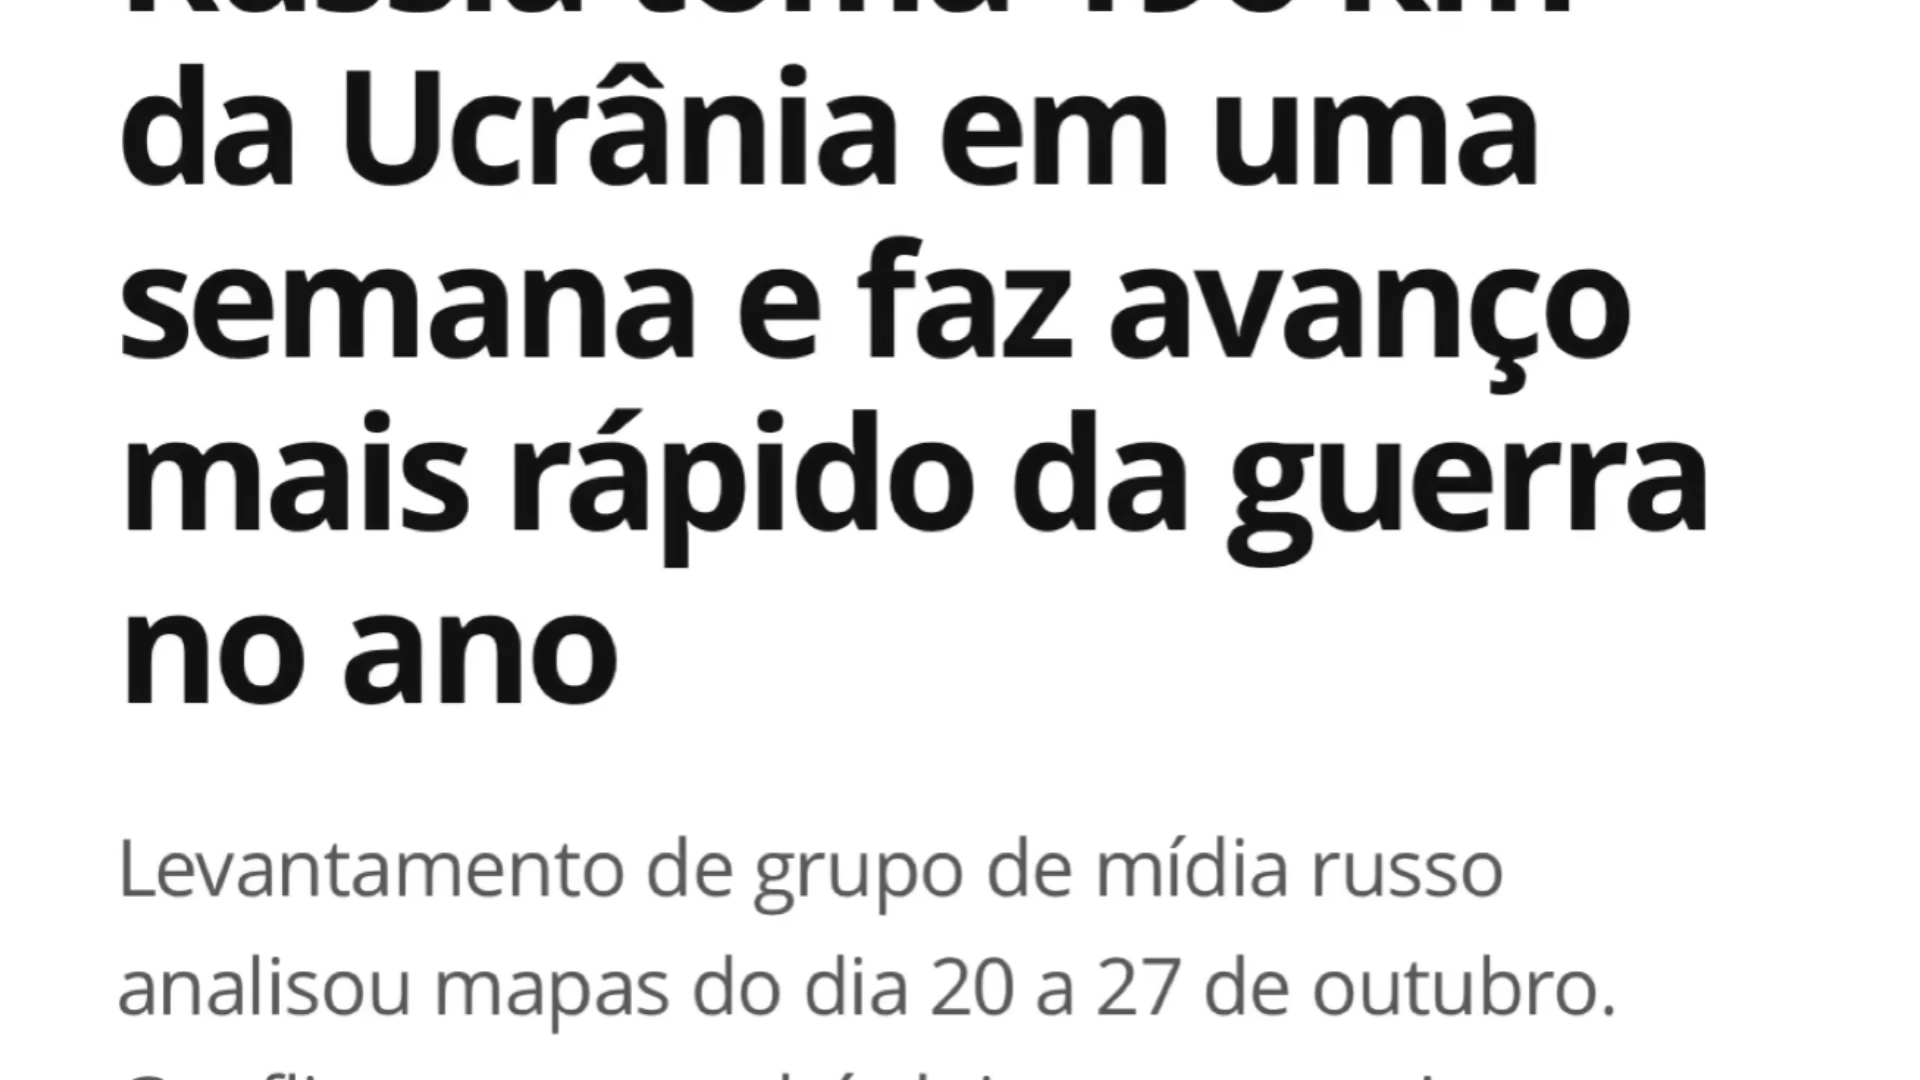 da Ucrânia em uma
semana e faz avanço
mais rápido da guerra
no ano
Levantamento de grupo de mídia russo
analisou mapas do dia 20 a 27 de outubro.